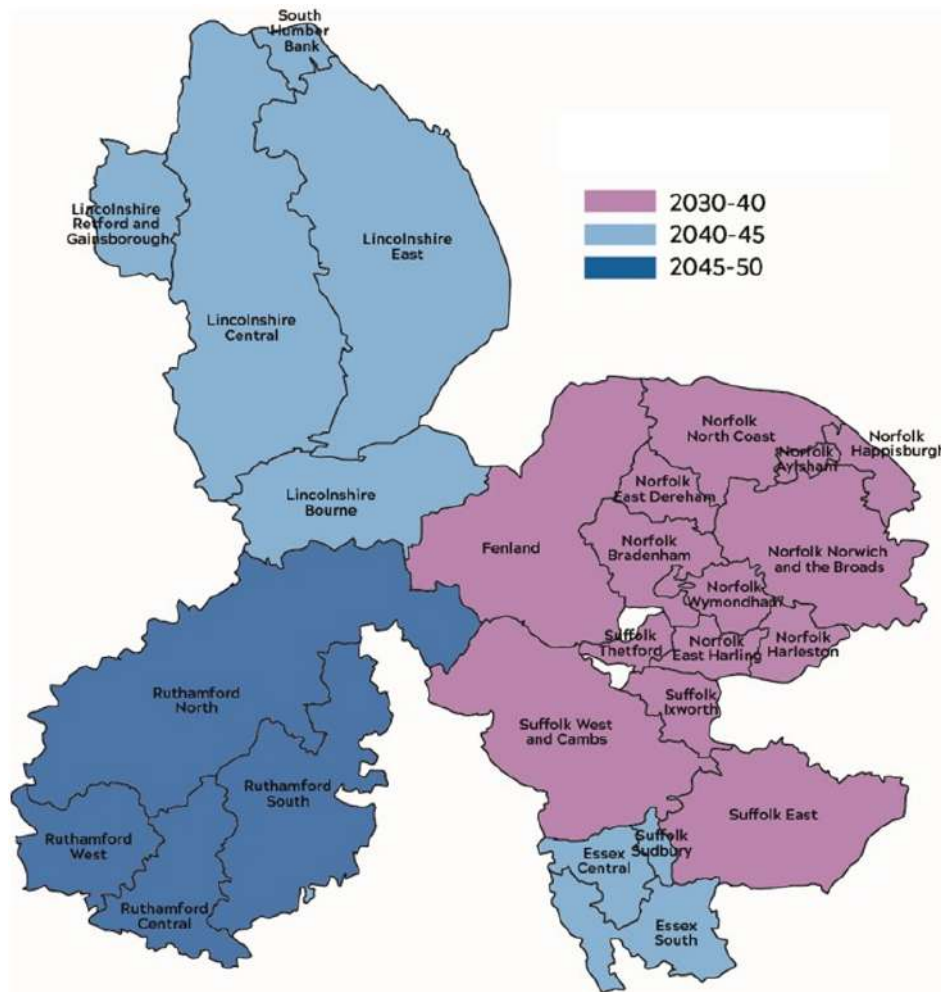 South
Humber
Bank
Lincolnshire
Retford and
Gainsborough
Lincolnshire
East
Lincolnshire
Central
2030-40
2040-45
2045-50
Norfolk
North Coast
Norfolk
Happisburgh
Norfolk
Aylsham
Norfolk
East Dereham
Lincolnshire
Bourne
Fenland
Norfolk
Bradenham
Norfolk Norwich
and the Broads
Norfolk
Wymondham
Suffolk
Thetford
Norfolk
East Harling
Norfolk
Harleston
Ruthamford
North
Suffolk West
and Cambs
Suffolk
Ixworth
Ruthamford
South
Suffolk East
Ruthamford
West
Suffolk
Sudbury
Essex
Central
Ruthamford
Central
Essex
South